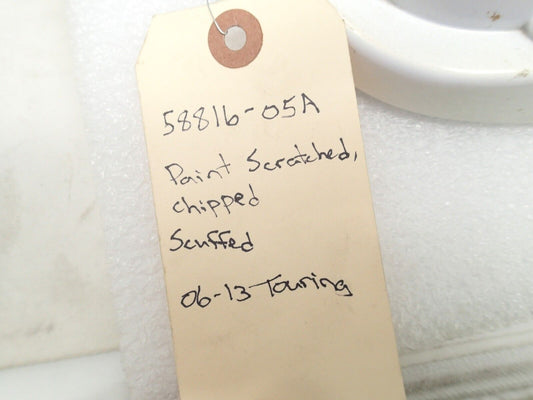 58816-05A
Paint Scratched,
chipped
Scuffed
06-13 Touring